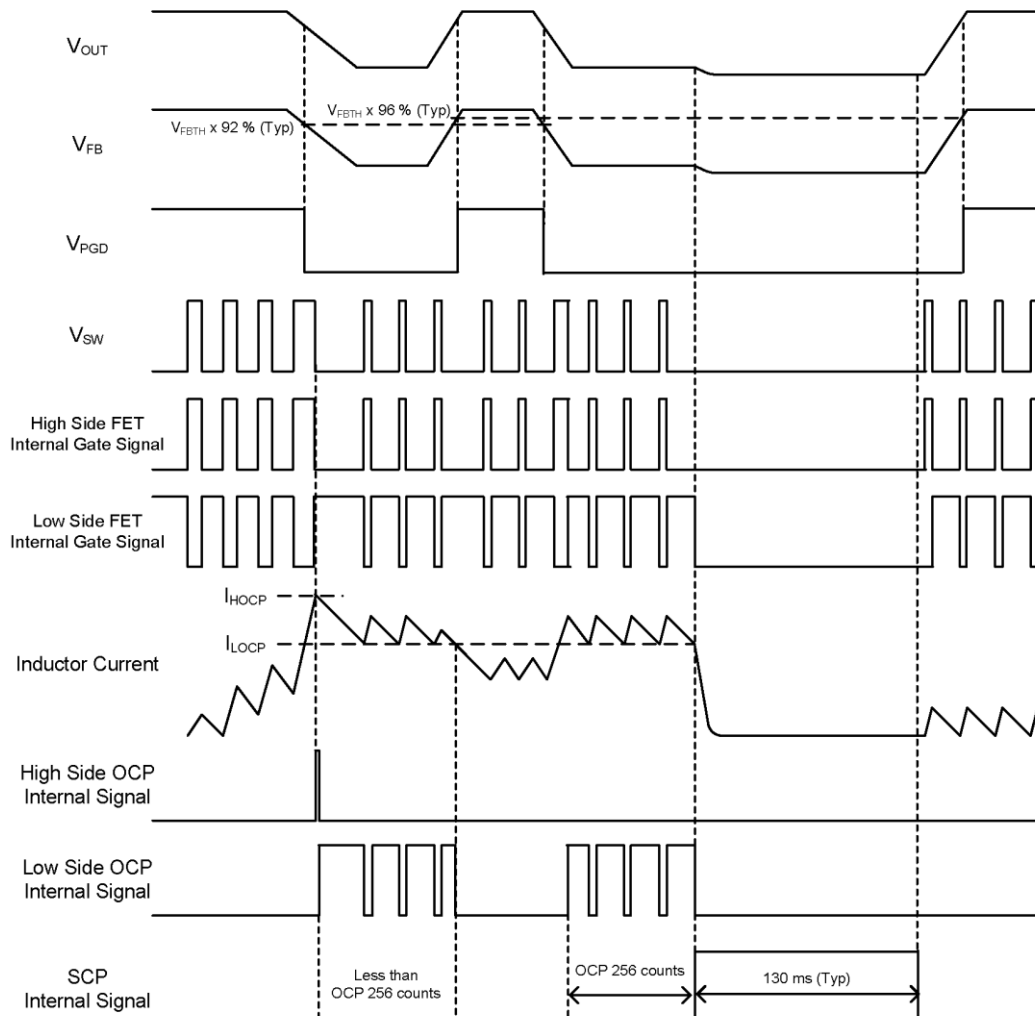 VOUT
VFBTH x 92 % (Typ)
VFBTH x 96 % (Typ)
VFB
VPGD
VSW
High Side FET
Internal Gate Signal
Low Side FET
Internal Gate Signal
IHOCP
ILOCP
Inductor Current
High Side OCP
Internal Signal
Low Side OCP
Internal Signal
SCP
Internal Signal
Less than
OCP 256 counts
OCP 256 counts
130 ms (Typ)